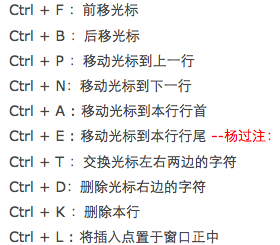 Ctrl + F ：前移光标
Ctrl + B ：后移光标
Ctrl + P ：移动光标到上一行
Ctrl + N：移动光标到下一行
Ctrl + A：移动光标到本行行首
Ctrl + E：移动光标到本行行尾 --杨过注：
Ctrl + T ：交换光标左右两边的字符
Ctrl + D：删除光标右边的字符
Ctrl + K ：删除本行
Ctrl + L：将插入点置于窗口正中